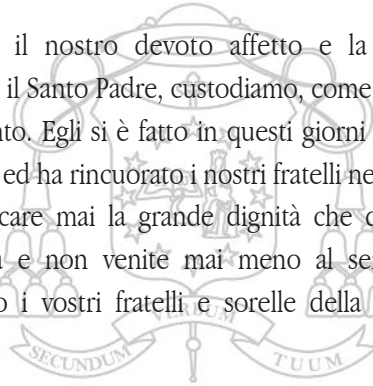 il nostro devoto affetto e la
il Santo Padre, custodiamo, come
nto. Egli si è fatto in questi giorni
ed ha rincuorato i nostri fratelli ne
care mai la grande dignità che
e non venite mai meno al se
o i vostri fratelli e sorelle della
VERBUM
SECUNDUM
TUUM